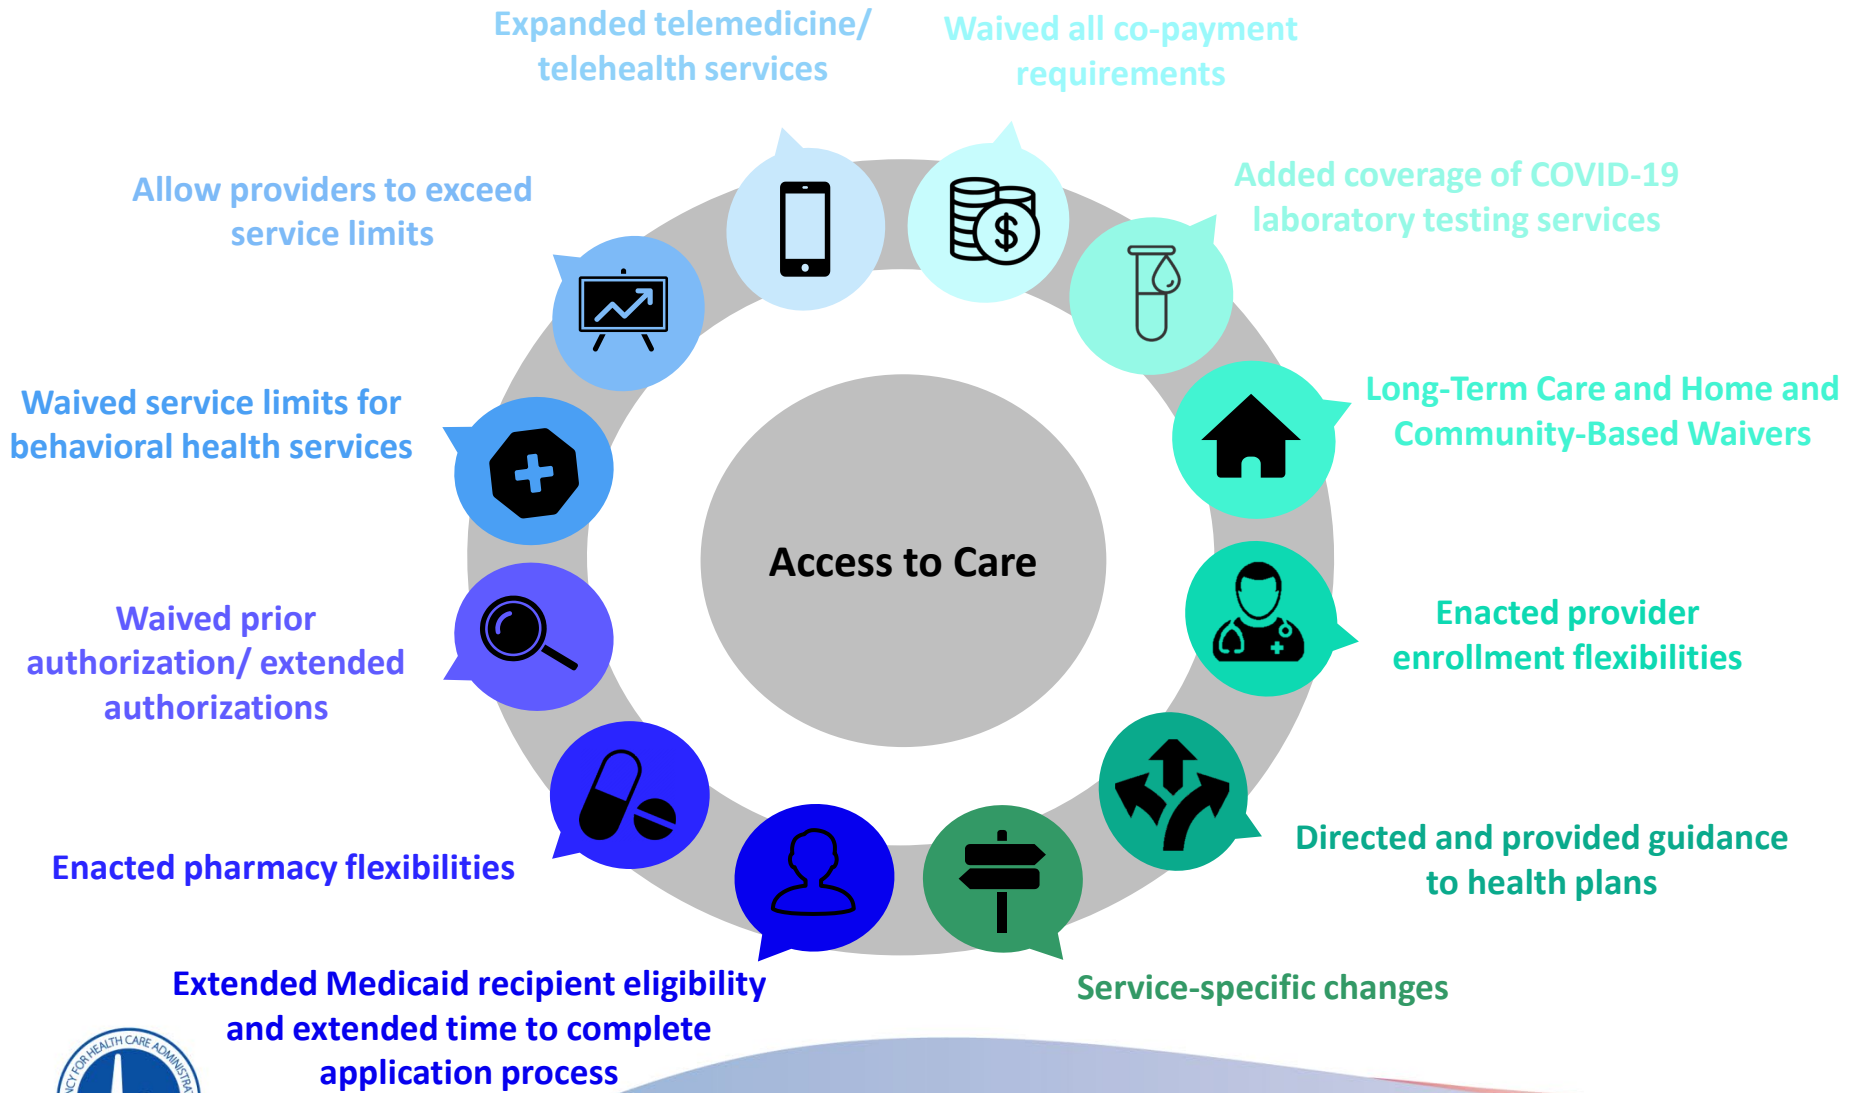 Expanded telemedicine/
telehealth services
Waived all co-payment
requirements
Added coverage of COVID-19
laboratory testing services
Long-Term Care and Home and
Community-Based Waivers
Enacted provider
enrollment flexibilities
Directed and provided guidance
to health plans
Service-specific changes
Extended Medicaid recipient eligibility
and extended time to complete
application process
Enacted pharmacy flexibilities
Waived prior
authorization/ extended
authorizations
Waived service limits for
behavioral health services
Allow providers to exceed
service limits
$
Access to Care
FOR HEALTH CARE